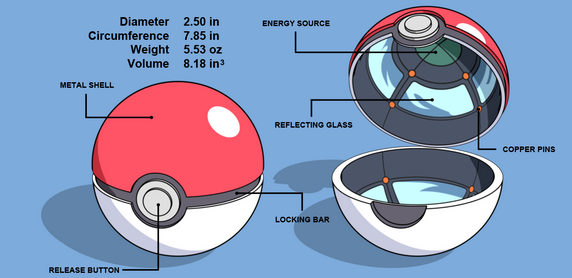 Diameter 2.50 in
Circumference 7.85 in
Weight 5.53 oz
Volume 8.18 in³
ENERGY SOURCE
METAL SHELL
REFLECTING GLASS
COPPER PINS
LOCKING BAR
RELEASE BUTTON